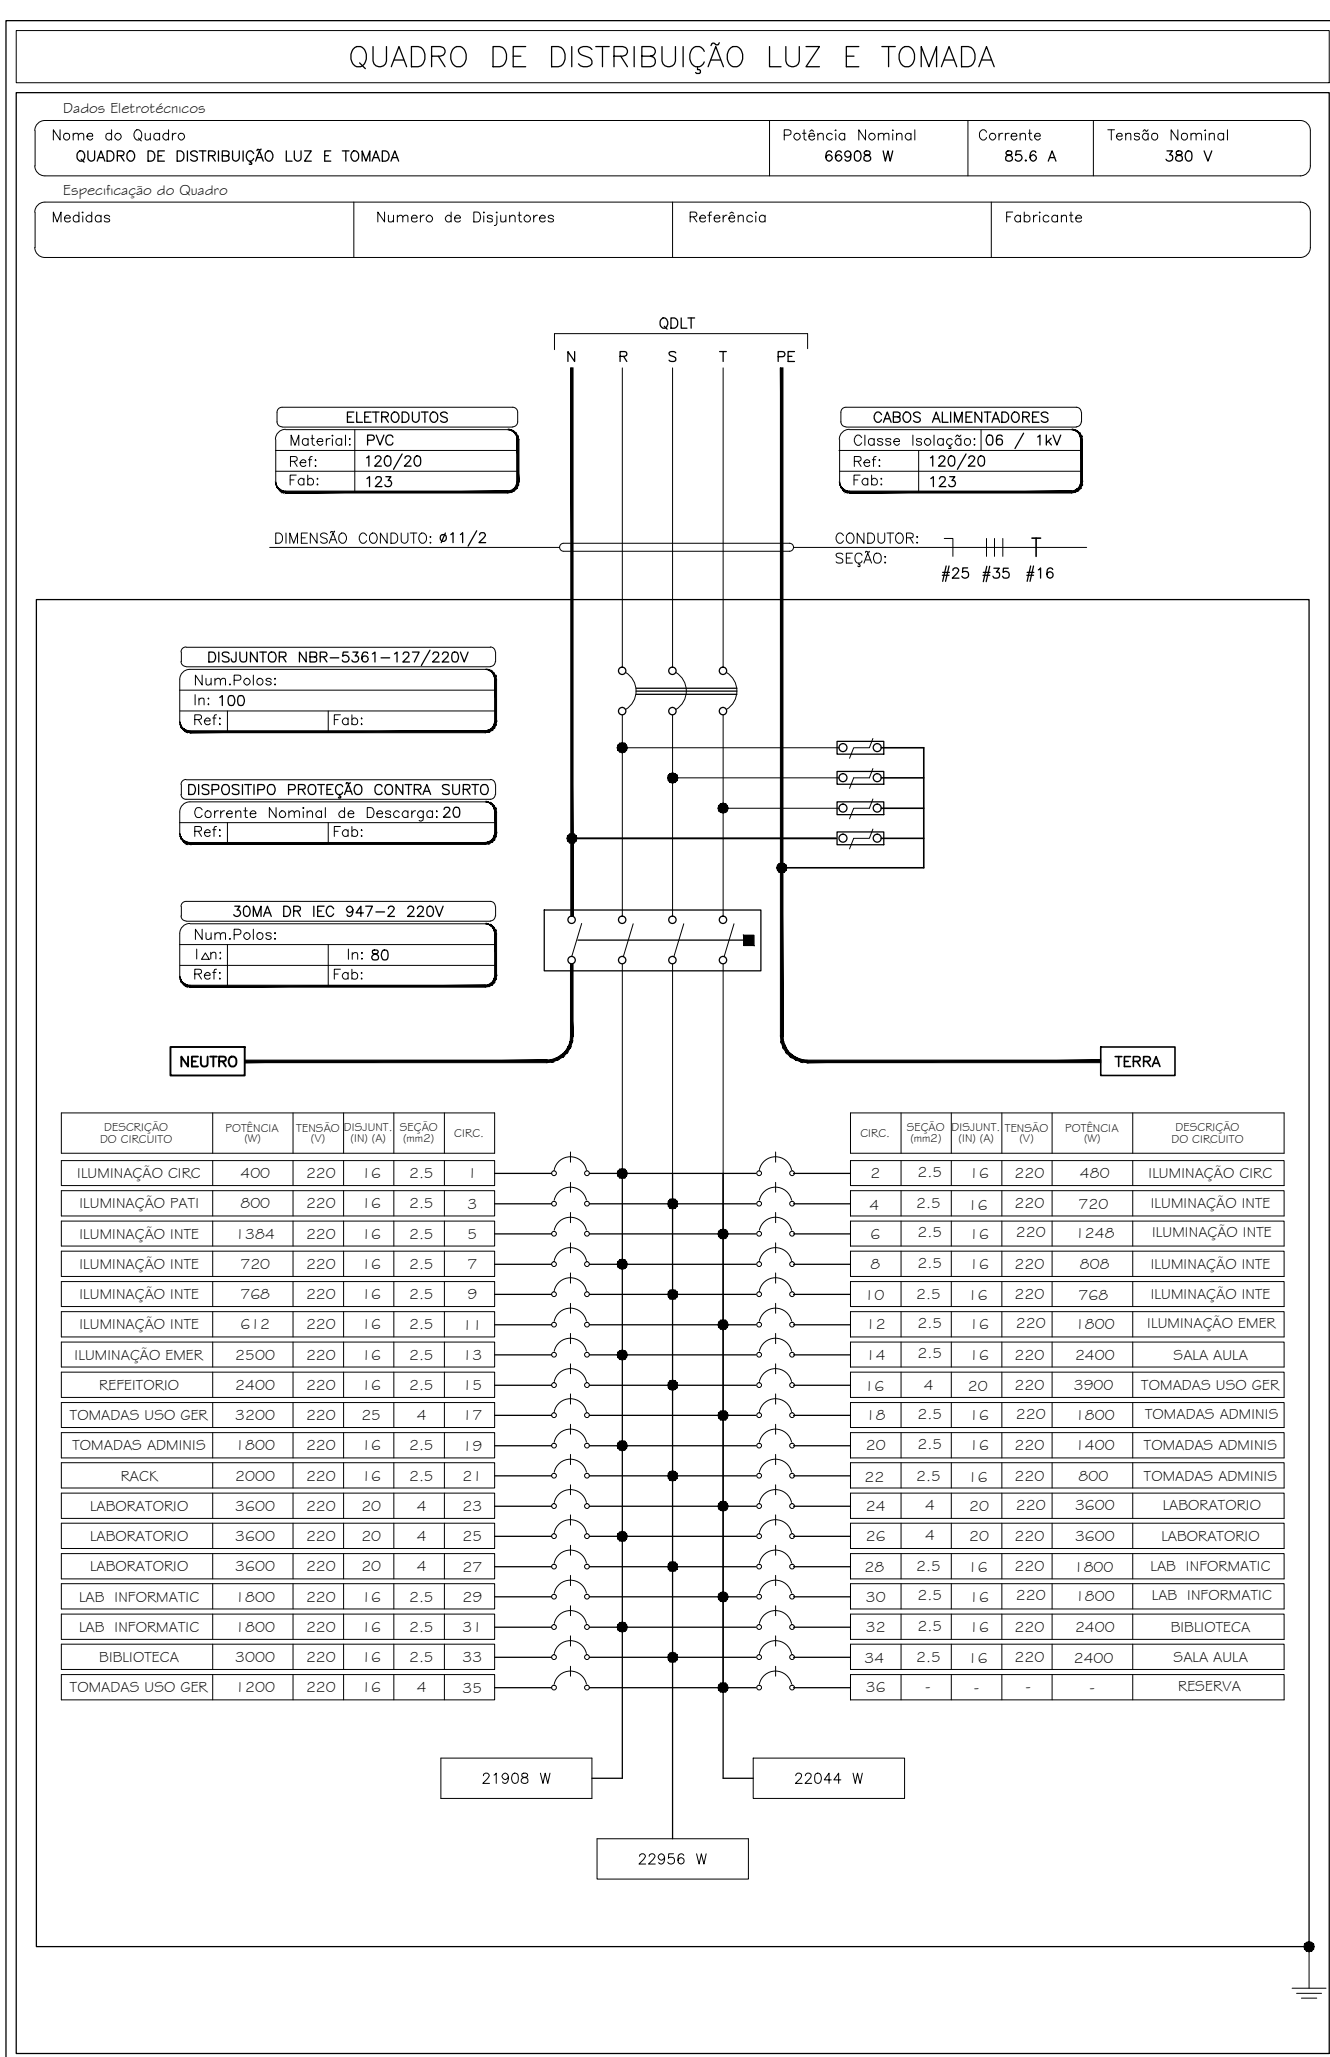 QUADRO DE DISTRIBUIÇÃO LUZ E TOMADA
Dados Eletrotécnicos
Nome do Quadro Potência Nominal Corrente Tensão Nominal
QUADRO DE DISTRIBUIÇÃO LUZ E TOMADA 66908 W 85.6 A 380 V
Especificação do Quadro
Medidas Numero de Disjuntores Referência Fabricante
QDLT
N R S T PE
ELETRODUTOS
Material: PVC
Ref: 120/20
Fab: 123
CABOS ALIMENTADORES
Classe Isolação: 06 / 1kV
Ref: 120/20
Fab: 123
DIMENSÃO CONDUTO: ø11/2
CONDUTOR:
SEÇÃO:
#25 #35 #16
DISJUNTOR NBR-5361-127/220V
Num.Polos:
In: 100
Ref: Fab:
DISPOSITIPO PROTEÇÃO CONTRA SURTO
Corrente Nominal de Descarga: 20
Ref: Fab:
30MA DR IEC 947-2 220V
Num.Polos:
I△n: In: 80
Ref: Fab:
NEUTRO TERRA
DESCRIÇÃO DO CIRCUITO POTÊNCIA (W) TENSÃO (V) DISJUNT. (IN) (A) SEÇÃO (mm2) CIRC. CIRC. SEÇÃO (mm2) DISJUNT. (IN) (A) TENSÃO (V) POTÊNCIA (W) DESCRIÇÃO DO CIRCUITO
ILUMINAÇÃO CIRC 400 220 16 2.5 1 2 2.5 16 220 480 ILUMINAÇÃO CIRC
ILUMINAÇÃO PATI 800 220 16 2.5 3 4 2.5 16 220 720 ILUMINAÇÃO INTE
ILUMINAÇÃO INTE 1384 220 16 2.5 5 6 2.5 16 220 1248 ILUMINAÇÃO INTE
ILUMINAÇÃO INTE 720 220 16 2.5 7 8 2.5 16 220 808 ILUMINAÇÃO INTE
ILUMINAÇÃO INTE 768 220 16 2.5 9 10 2.5 16 220 768 ILUMINAÇÃO INTE
ILUMINAÇÃO INTE 612 220 16 2.5 11 12 2.5 16 220 1800 ILUMINAÇÃO EMER
ILUMINAÇÃO EMER 2500 220 16 2.5 13 14 2.5 16 220 2400 SALA AULA
REFEITORIO 2400 220 16 2.5 15 16 4 20 220 3900 TOMADAS USO GER
TOMADAS USO GER 3200 220 25 4 17 18 2.5 16 220 1800 TOMADAS ADMINIS
TOMADAS ADMINIS 1800 220 16 2.5 19 20 2.5 16 220 1400 TOMADAS ADMINIS
RACK 2000 220 16 2.5 21 22 2.5 16 220 800 TOMADAS ADMINIS
LABORATORIO 3600 220 20 4 23 24 4 20 220 3600 LABORATORIO
LABORATORIO 3600 220 20 4 25 26 4 20 220 3600 LABORATORIO
LABORATORIO 3600 220 20 4 27 28 2.5 16 220 1800 LAB INFORMATIC
LAB INFORMATIC 1800 220 16 2.5 29 30 2.5 16 220 1800 LAB INFORMATIC
LAB INFORMATIC 1800 220 16 2.5 31 32 2.5 16 220 2400 BIBLIOTECA
BIBLIOTECA 3000 220 16 2.5 33 34 2.5 16 220 2400 SALA AULA
TOMADAS USO GER 1200 220 16 4 35 36 - - - - RESERVA
21908 W 22044 W
22956 W